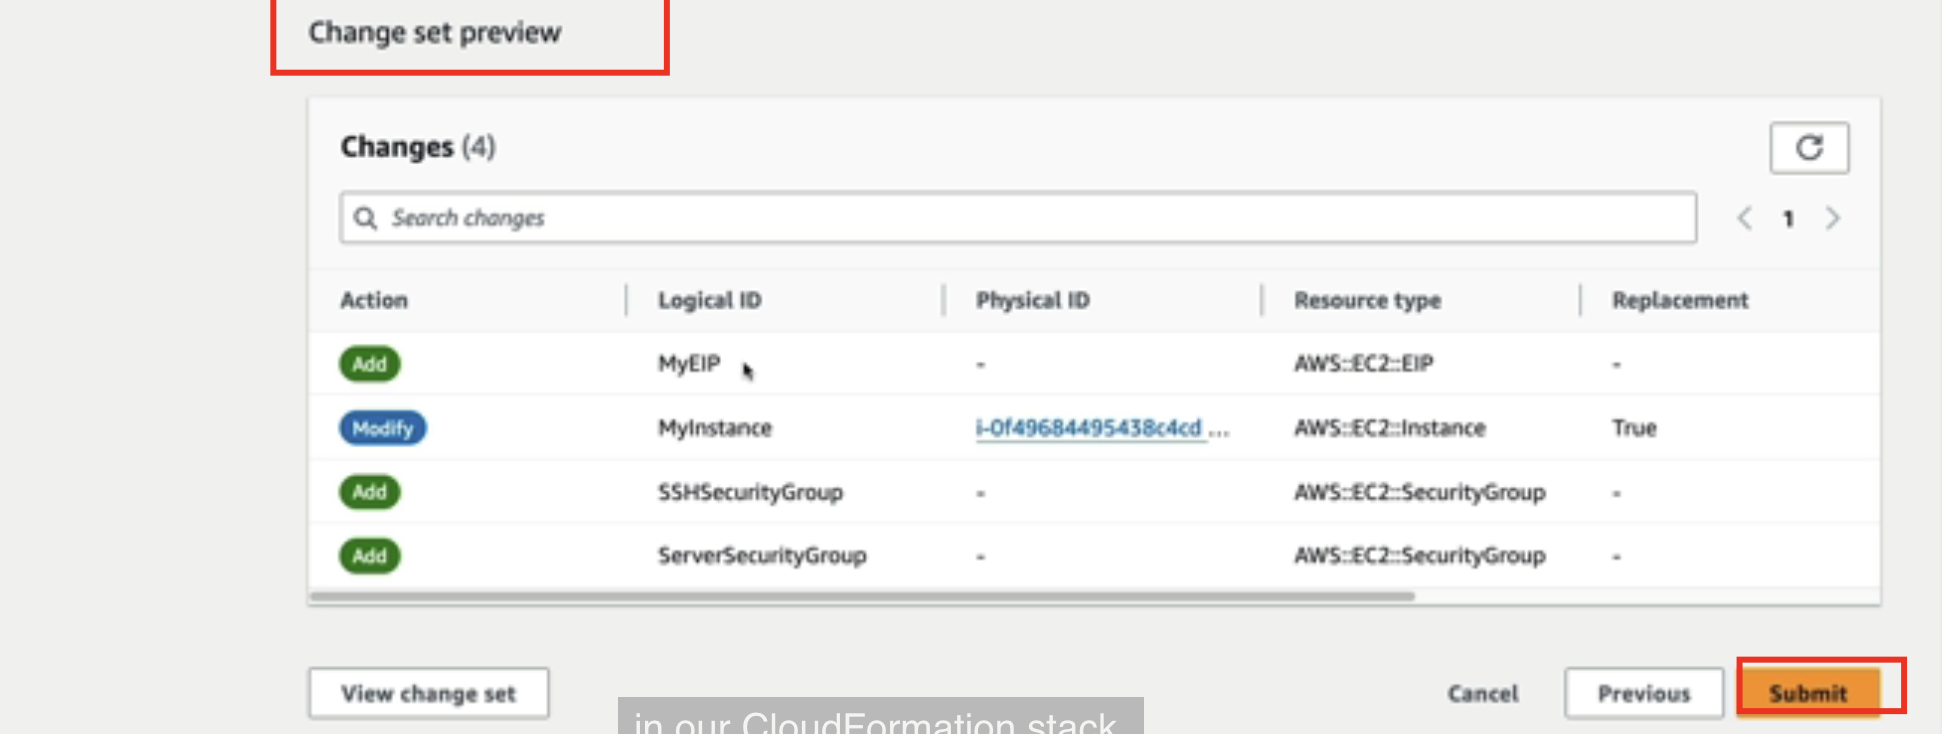 Change set preview
Changes (4)
Search changes
1
Action Logical ID Physical ID Resource type Replacement
Add MyEIP - AWS::EC2::EIP -
Modify MyInstance i-0f49684495438c4cd ... AWS::EC2::Instance True
Add SSHSecurityGroup - AWS::EC2::SecurityGroup -
Add ServerSecurityGroup - AWS::EC2::SecurityGroup -
View change set Cancel Previous Submit
in our CloudFormation stack